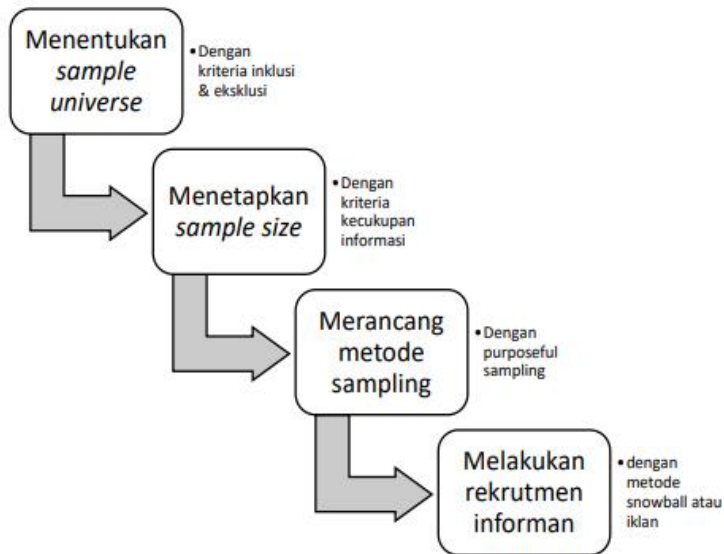 Menentukan
sample
universe
•Dengan
kriteria inklusi
& eksklusi
Menetapkan
sample size
•Dengan
kriteria
kecukupan
informasi
Merancang
metode
sampling
•Dengan
purposeful
sampling
Melakukan
rekrutmen
informan
•dengan
metode
snowball atau
iklan